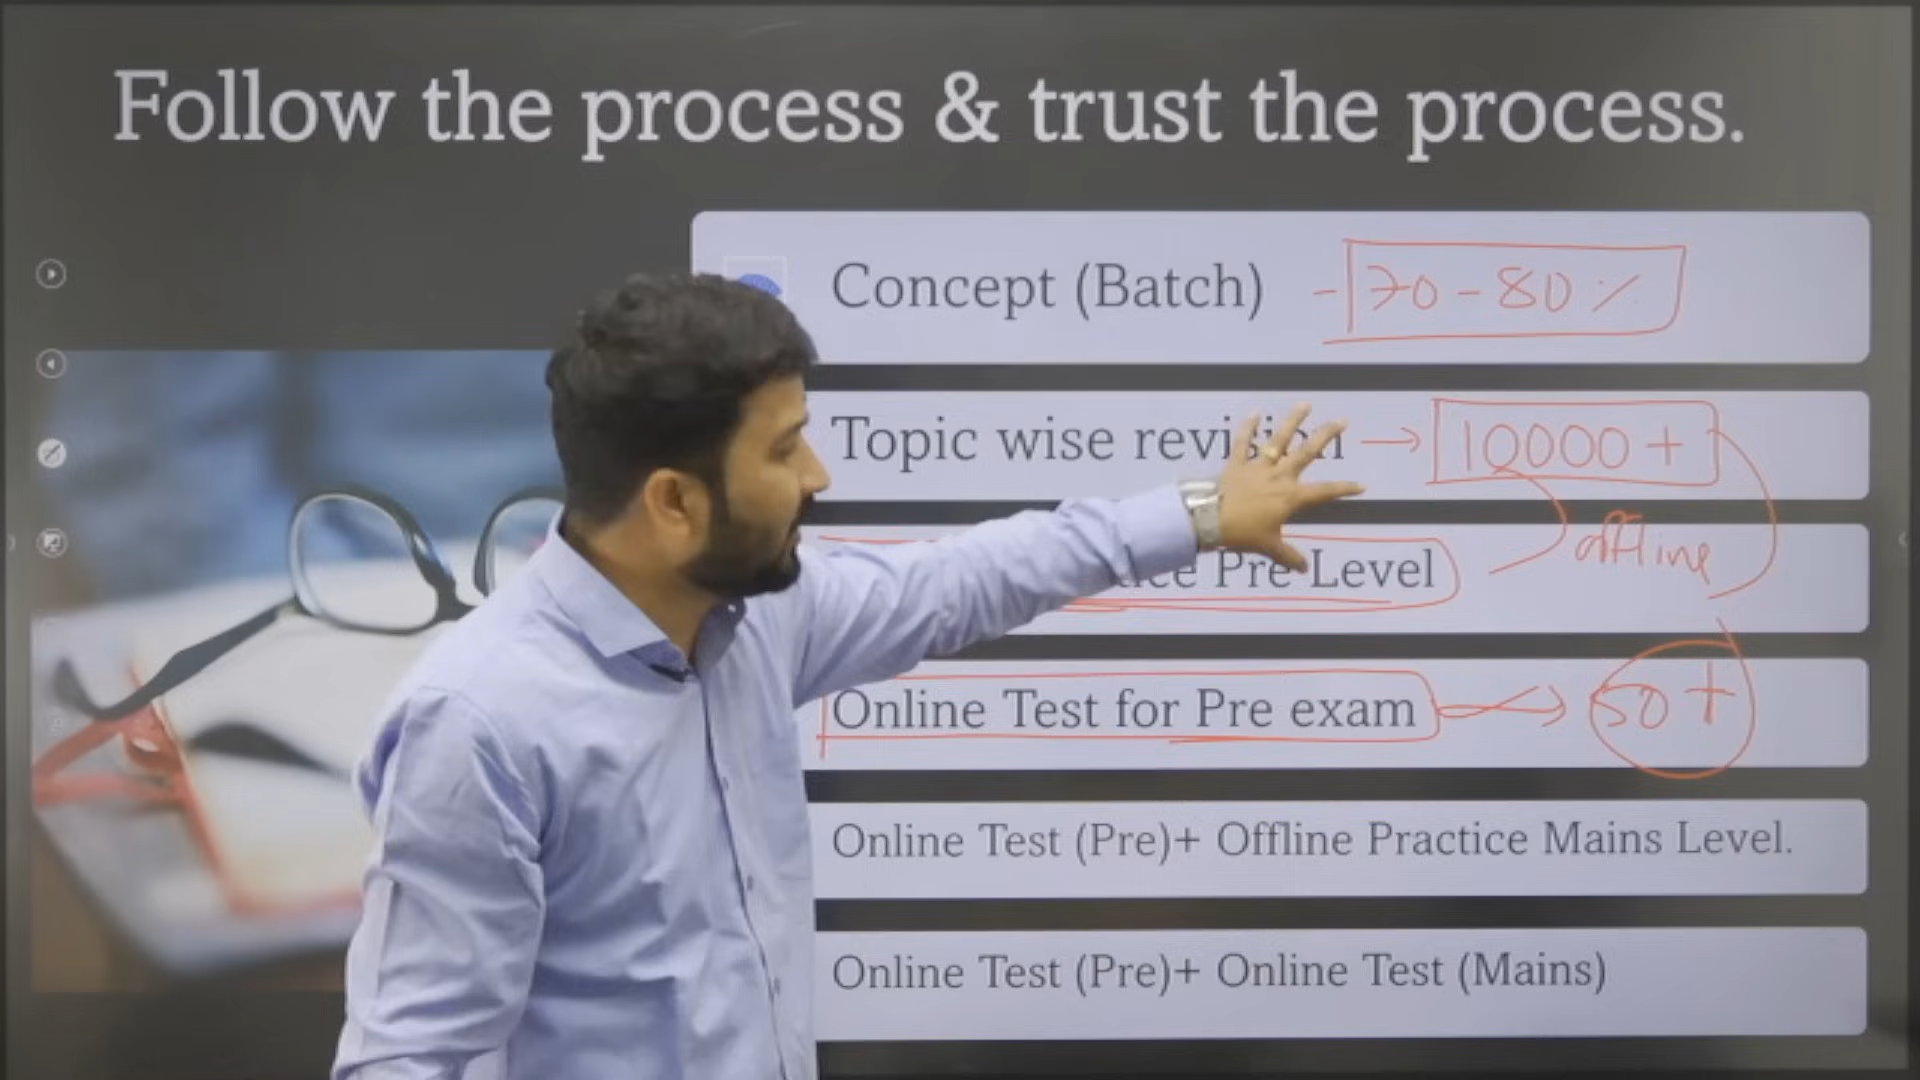 Follow the process & trust the process.
Concept (Batch) - 70-80%
Topic wise revision → 10000+
Pre Level offline
Online Test for Pre exam → 50+
Online Test (Pre)+ Offline Practice Mains Level.
Online Test (Pre)+ Online Test (Mains)